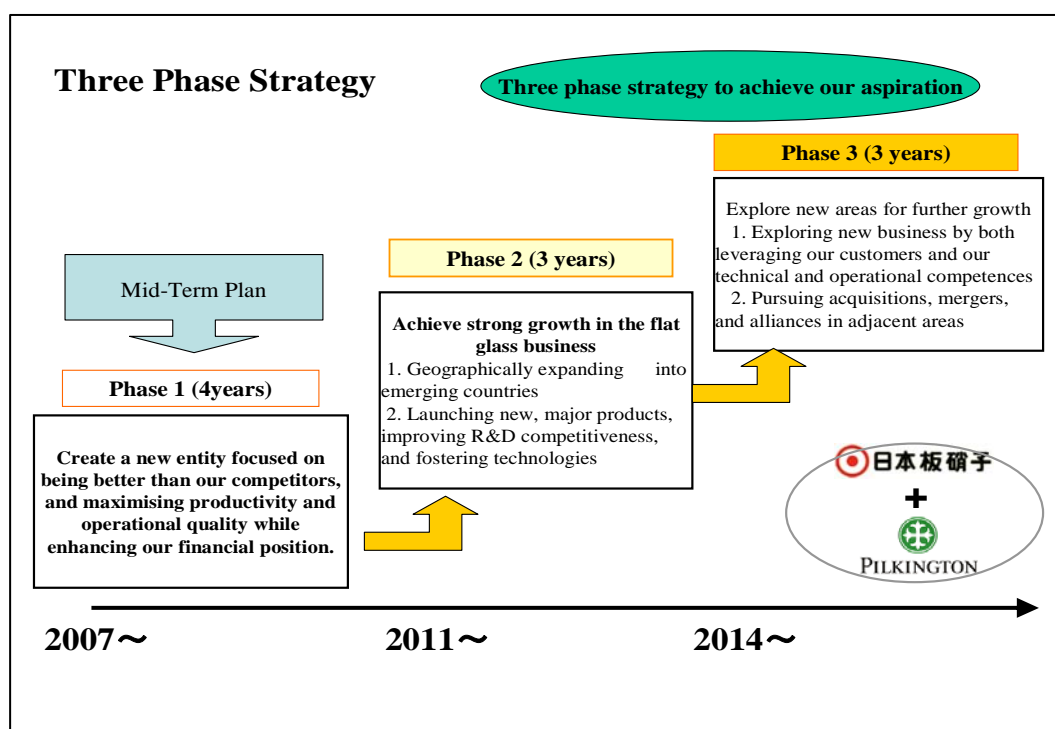 Three Phase Strategy
Three phase strategy to achieve our aspiration
Mid-Term Plan
Phase 1 (4years)
Create a new entity focused on
being better than our competitors,
and maximising productivity and
operational quality while
enhancing our financial position.
Phase 2 (3 years)
Achieve strong growth in the flat
glass business
1. Geographically expanding into
emerging countries
2. Launching new, major products,
improving R&D competitiveness,
and fostering technologies
Phase 3 (3 years)
Explore new areas for further growth
1. Exploring new business by both
leveraging our customers and our
technical and operational competences
2. Pursuing acquisitions, mergers,
and alliances in adjacent areas
日本板硝子
+
PILKINGTON
2007～
2011～
2014～